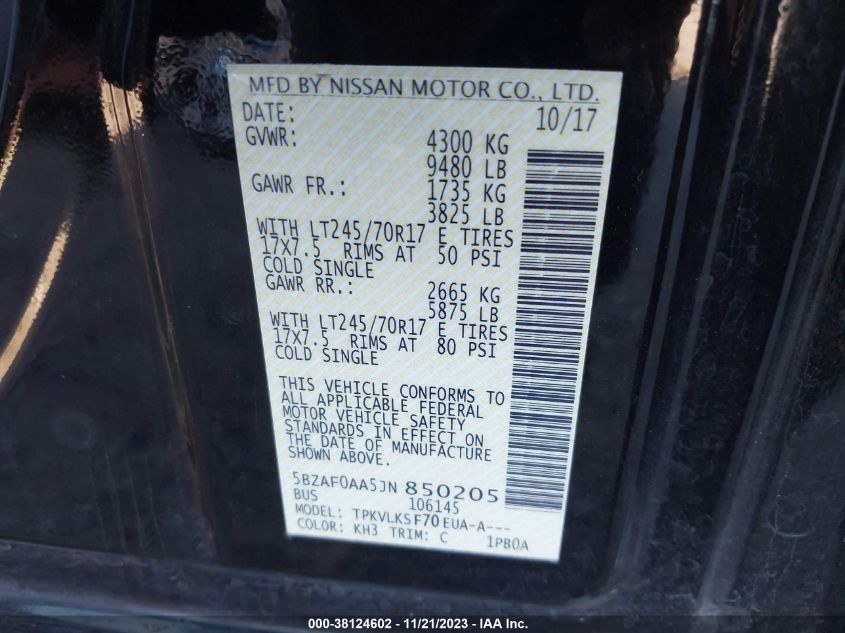 MFD BY NISSAN MOTOR CO., LTD.
DATE: 10/17
GVWR: 4300 KG
9480 LB
GAWR FR.: 1735 KG
3825 LB
WITH LT245/70R17 E TIRES
17X7.5 RIMS AT 50 PSI
COLD SINGLE
GAWR RR.: 2665 KG
5875 LB
WITH LT245/70R17 E TIRES
17X7.5 RIMS AT 80 PSI
COLD SINGLE
THIS VEHICLE CONFORMS TO
ALL APPLICABLE FEDERAL
MOTOR VEHICLE SAFETY
STANDARDS IN EFFECT ON
THE DATE OF MANUFACTURE
SHOWN ABOVE.
5BZAF0AA5JN 850205
BUS 106145
MODEL: TPKVLKSF70EUA-A---
COLOR: KH3 TRIM: C 1PB0A
000-38124602 - 11/21/2023 - IAA Inc.